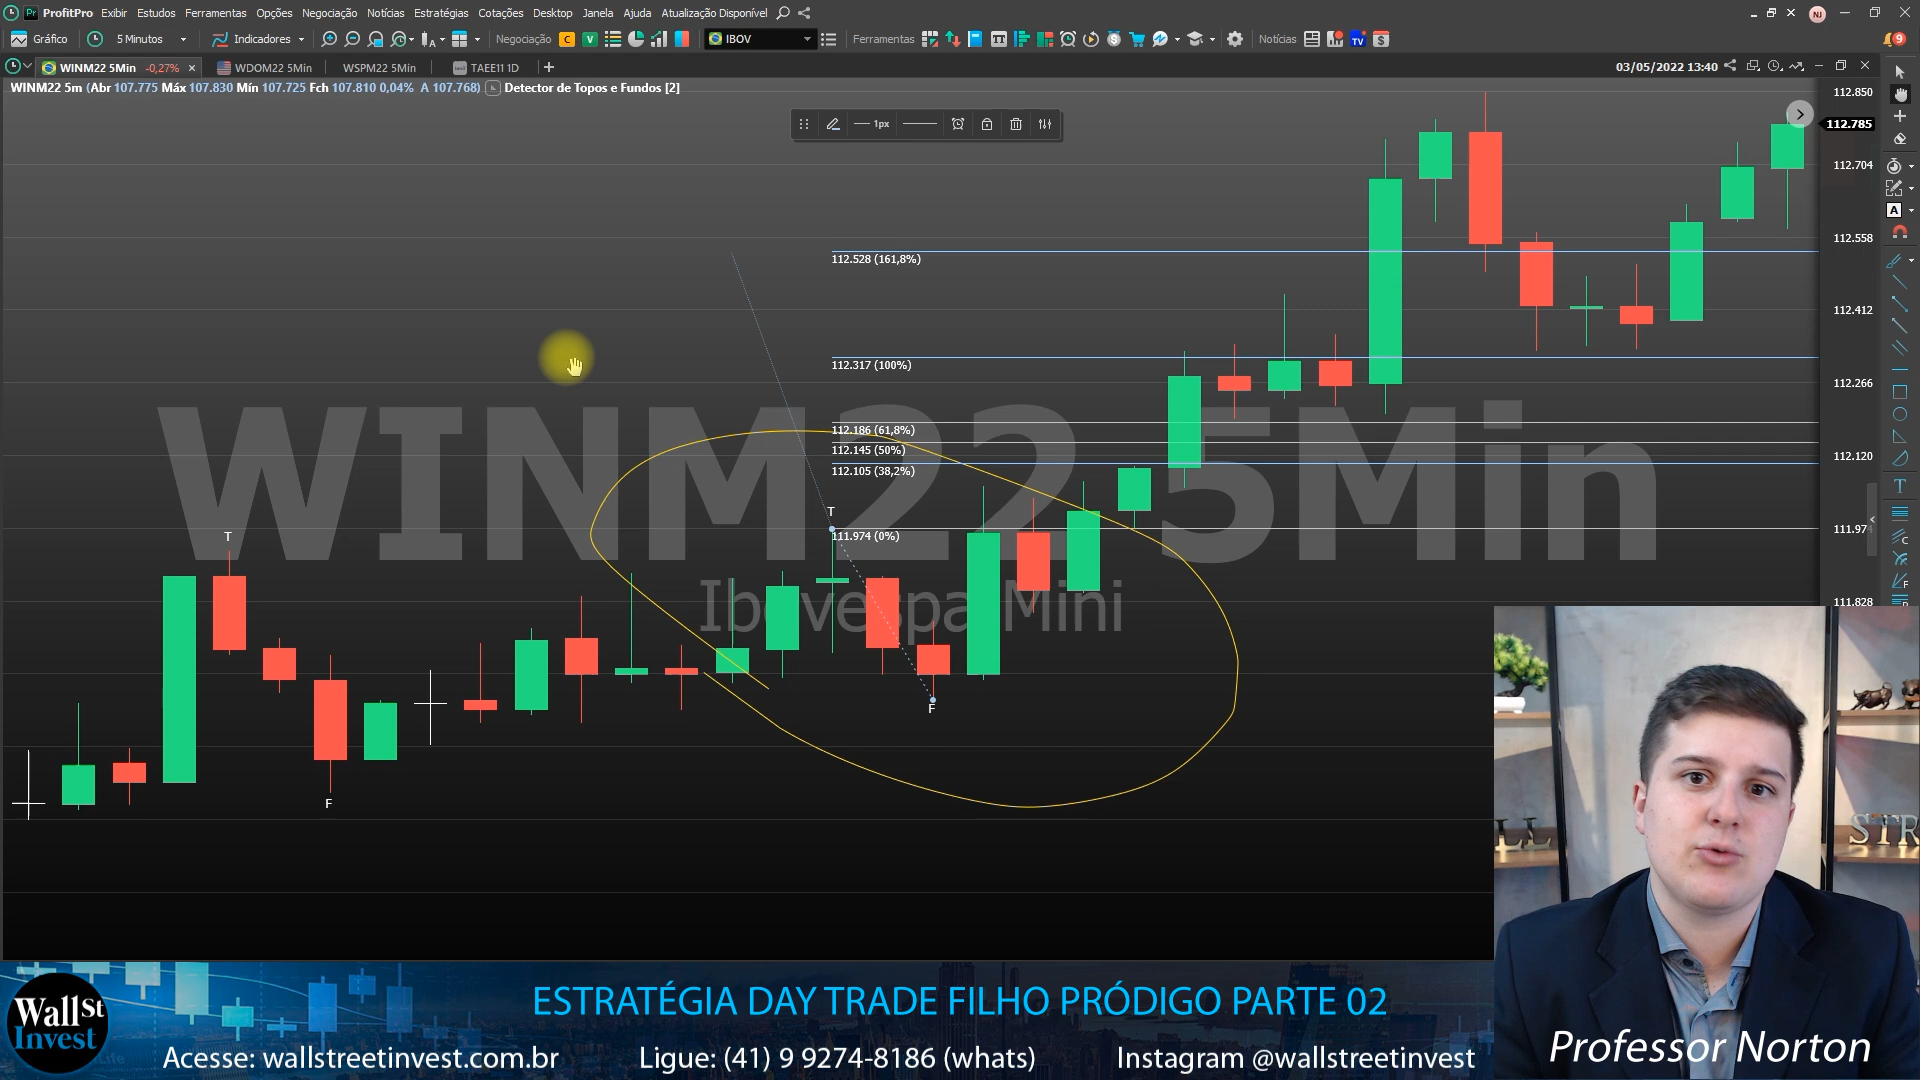 ProfitPro Exibir Estudos Ferramentas Opções Negociação Notícias Estratégias Cotações Desktop Janela Ajuda Atualização Disponível
NJ
Gráfico 5 Minutos Indicadores Negociação C V IBOV Ferramentas Notícias TV 9
WINM22 5Min -0,27% WDOM22 5Min WSPM22 5Min TAEE11 1D
03/05/2022 13:40
WINM22 5m (Abr 107.775 Máx 107.830 Mín 107.725 Fch 107.810 0,04% A 107.768) Detector de Topos e Fundos [2]
1px
112.850
112.785
112.704
112.558
112.412
112.266
112.120
111.974
111.828
112.528 (161,8%)
112.317 (100%)
112.186 (61,8%)
112.145 (50%)
112.105 (38,2%)
111.974 (0%)
WINM22 5Min
Ibovespa Mini
T
T
F
F
Wall St
Invest
ESTRATÉGIA DAY TRADE FILHO PRÓDIGO PARTE 02
Acesse: wallstreetinvest.com.br Ligue: (41) 9 9274-8186 (whats) Instagram @wallstreetinvest
Professor Norton